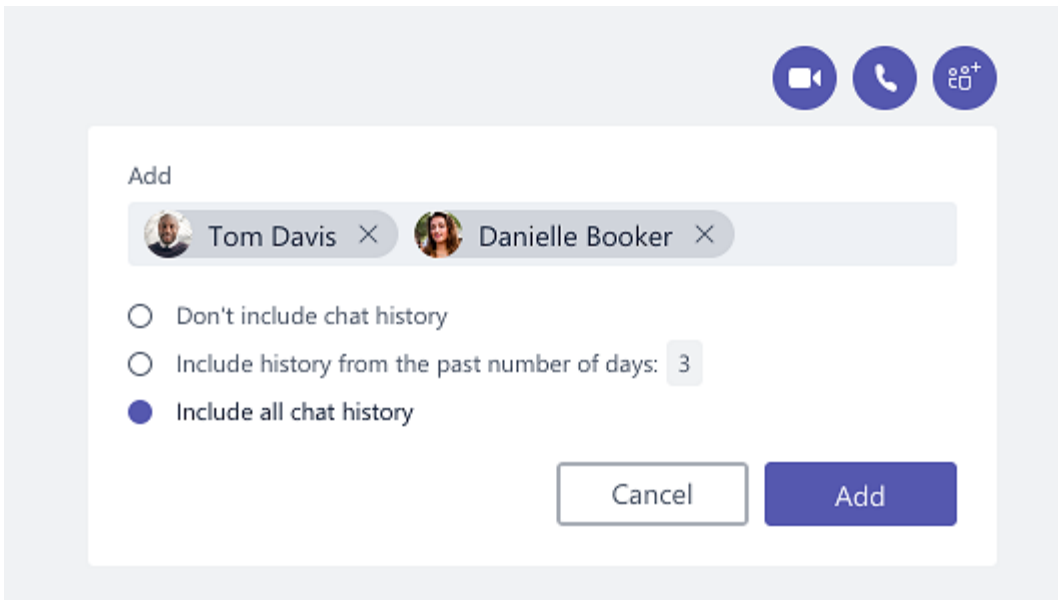 Add
Tom Davis Danielle Booker
Don't include chat history
Include history from the past number of days: 3
Include all chat history
Cancel Add